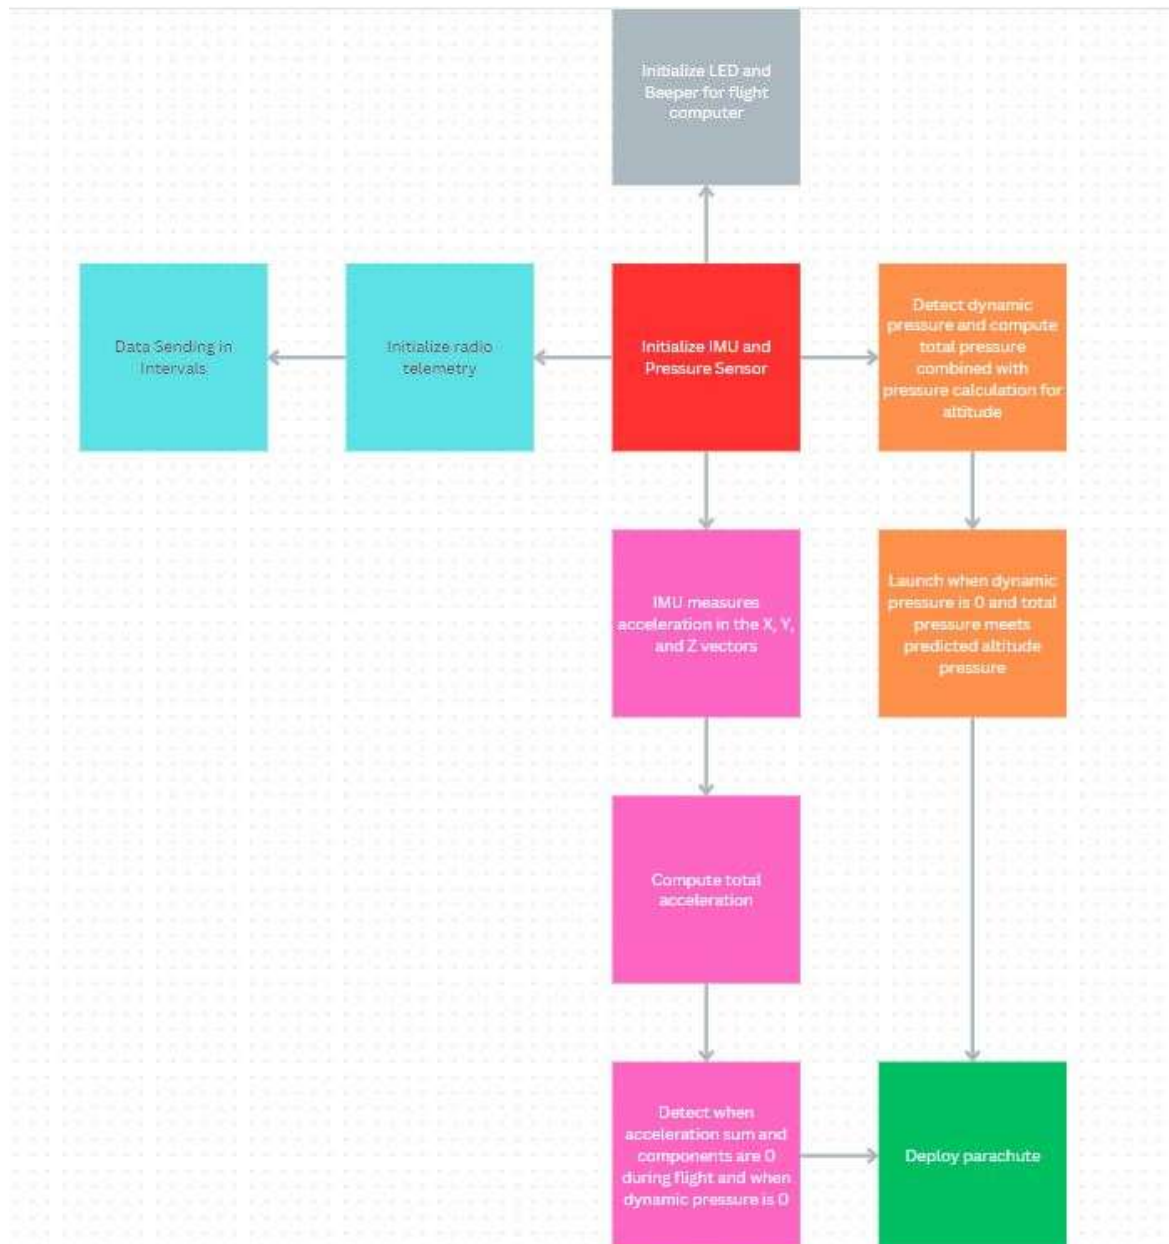 Initialize LED and
Beeper for flight
computer
Data Sending in
Intervals
Initialize radio
telemetry
Initialize IMU and
Pressure Sensor
Detect dynamic
pressure and compute
total pressure
combined with
pressure calculation for
altitude
IMU measures
acceleration in the X, Y,
and Z vectors
Launch when dynamic
pressure is 0 and total
pressure meets
predicted altitude
pressure
Compute total
acceleration
Detect when
acceleration sum and
components are 0
during flight and when
dynamic pressure is 0
Deploy parachute